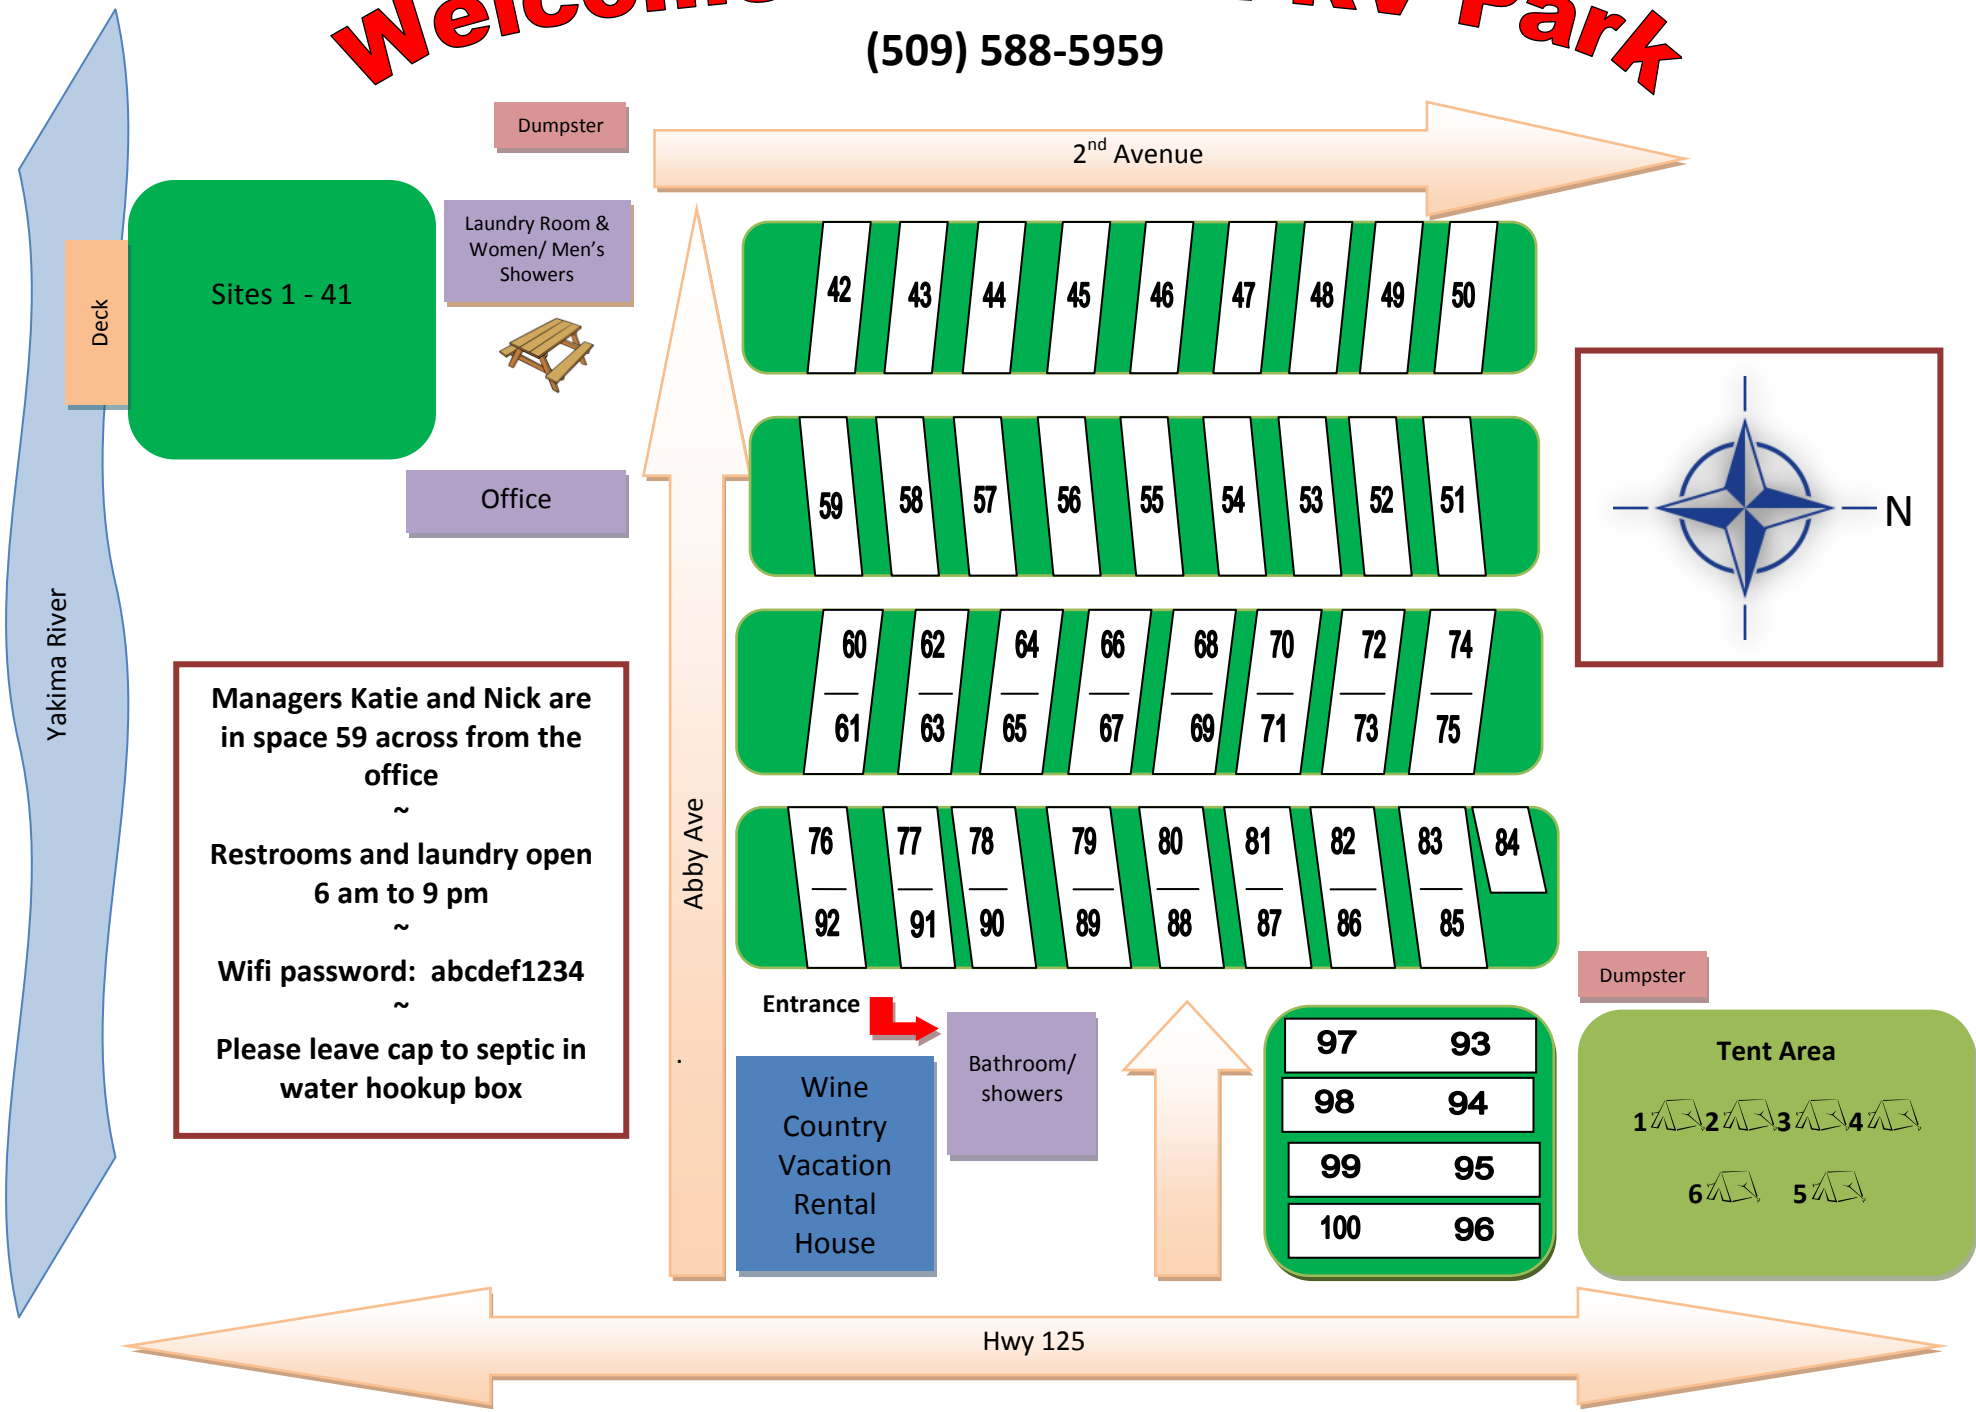 Welcome
RV Park
(509) 588-5959
Dumpster
2nd Avenue
Laundry Room &
Women/ Men's
Showers
Sites 1 - 41
Deck
42 43 44 45 46 47 48 49 50
Office
59 58 57 56 55 54 53 52 51
N
Yakima River
60 62 64 66 68 70 72 74
61 63 65 67 69 71 73 75
Managers Katie and Nick are
in space 59 across from the
office
~
Restrooms and laundry open
6 am to 9 pm
~
Wifi password: abcdef1234
~
Please leave cap to septic in
water hookup box
Abby Ave
76 77 78 79 80 81 82 83 84
92 91 90 89 88 87 86 85
Entrance
Bathroom/
showers
Wine
Country
Vacation
Rental
House
.
97 93
98 94
99 95
100 96
Dumpster
Tent Area
1 2 3 4
6 5
Hwy 125